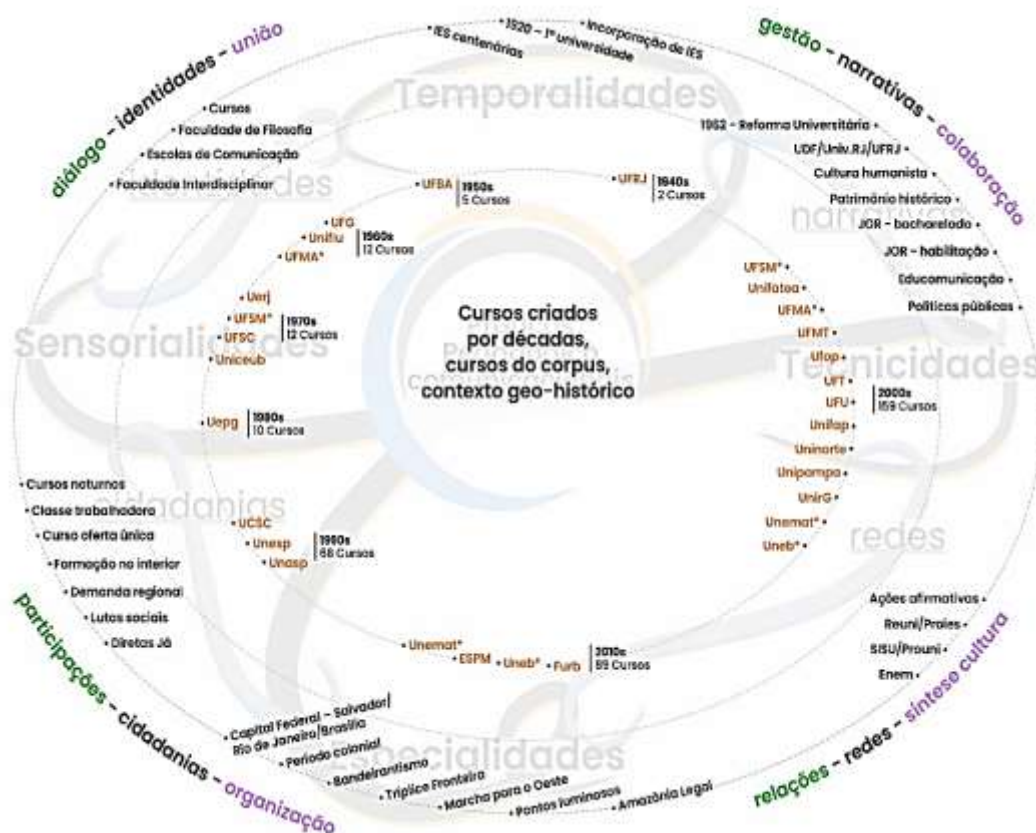 diálogo - identidades - união
gestão - narrativas - colaboração
• IES centenárias
• 1920 - 1ª universidade
• Incorporação de IES
Temporalidades
• Cursos
• Faculdade de Filosofia
• Escolas de Comunicação
• Faculdade Interdisciplinar
identidades
1962 - Reforma Universitária •
UDF/Univ.RJ/UFRJ •
Cultura humanista •
Patrimônio histórico •
narrativas
JOR - bacharelado •
JOR - habilitação •
Educomunicação •
Políticas públicas •
• UFBA
1950s
5 Cursos
• UFRJ
1940s
2 Cursos
• UFG
• Unifiu
• UFMA*
1960s
12 Cursos
• Uerj
• UFSM*
• UFSC
• Uniceub
1970s
12 Cursos
Sensorialidades
Cursos criados
por décadas,
cursos do corpus,
contexto geo-histórico
UFSM* •
Unifatea •
UFMA* •
UFMT •
Ufop •
UFT •
UFU •
Unifap •
Uninorte •
Unipampa •
UnirG •
Unemat* •
Uneb* •
2000s
159 Cursos
Tecnicidades
• Uepg
1980s
10 Cursos
• Cursos noturnos
• Classe trabalhadora
• Curso oferta única
• Formação no interior
• Demanda regional
• Lutas sociais
• Diretas Já
cidadanias
• UCSC
• Unesp
• Unasp
1990s
68 Cursos
redes
Ações afirmativas •
Reuni/Proies •
SISU/Prouni •
Enem •
• Unemat*
• ESPM
• Uneb*
• Furb
2010s
89 Cursos
• Capital Federal - Salvador/
Rio de Janeiro/Brasília
• Período colonial
• Bandeirantismo
• Tríplice Fronteira
• Marcha para o Oeste
• Pontos luminosos
• Amazônia Legal
Espacialidades
participações - cidadanias - organização
relações - redes - síntese cultura